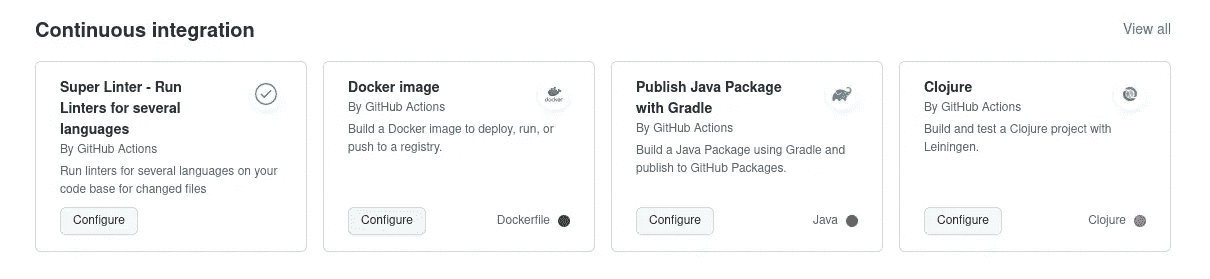 Continuous integration
View all
Super Linter - Run
Linters for several
languages
By GitHub Actions
Run linters for several languages on your
code base for changed files
Configure
Docker image
By GitHub Actions
Build a Docker image to deploy, run, or
push to a registry.
docker
Configure
Dockerfile
Publish Java Package
with Gradle
By GitHub Actions
Build a Java Package using Gradle and
publish to GitHub Packages.
Configure
Java
Clojure
By GitHub Actions
Build and test a Clojure project with
Leiningen.
Configure
Clojure